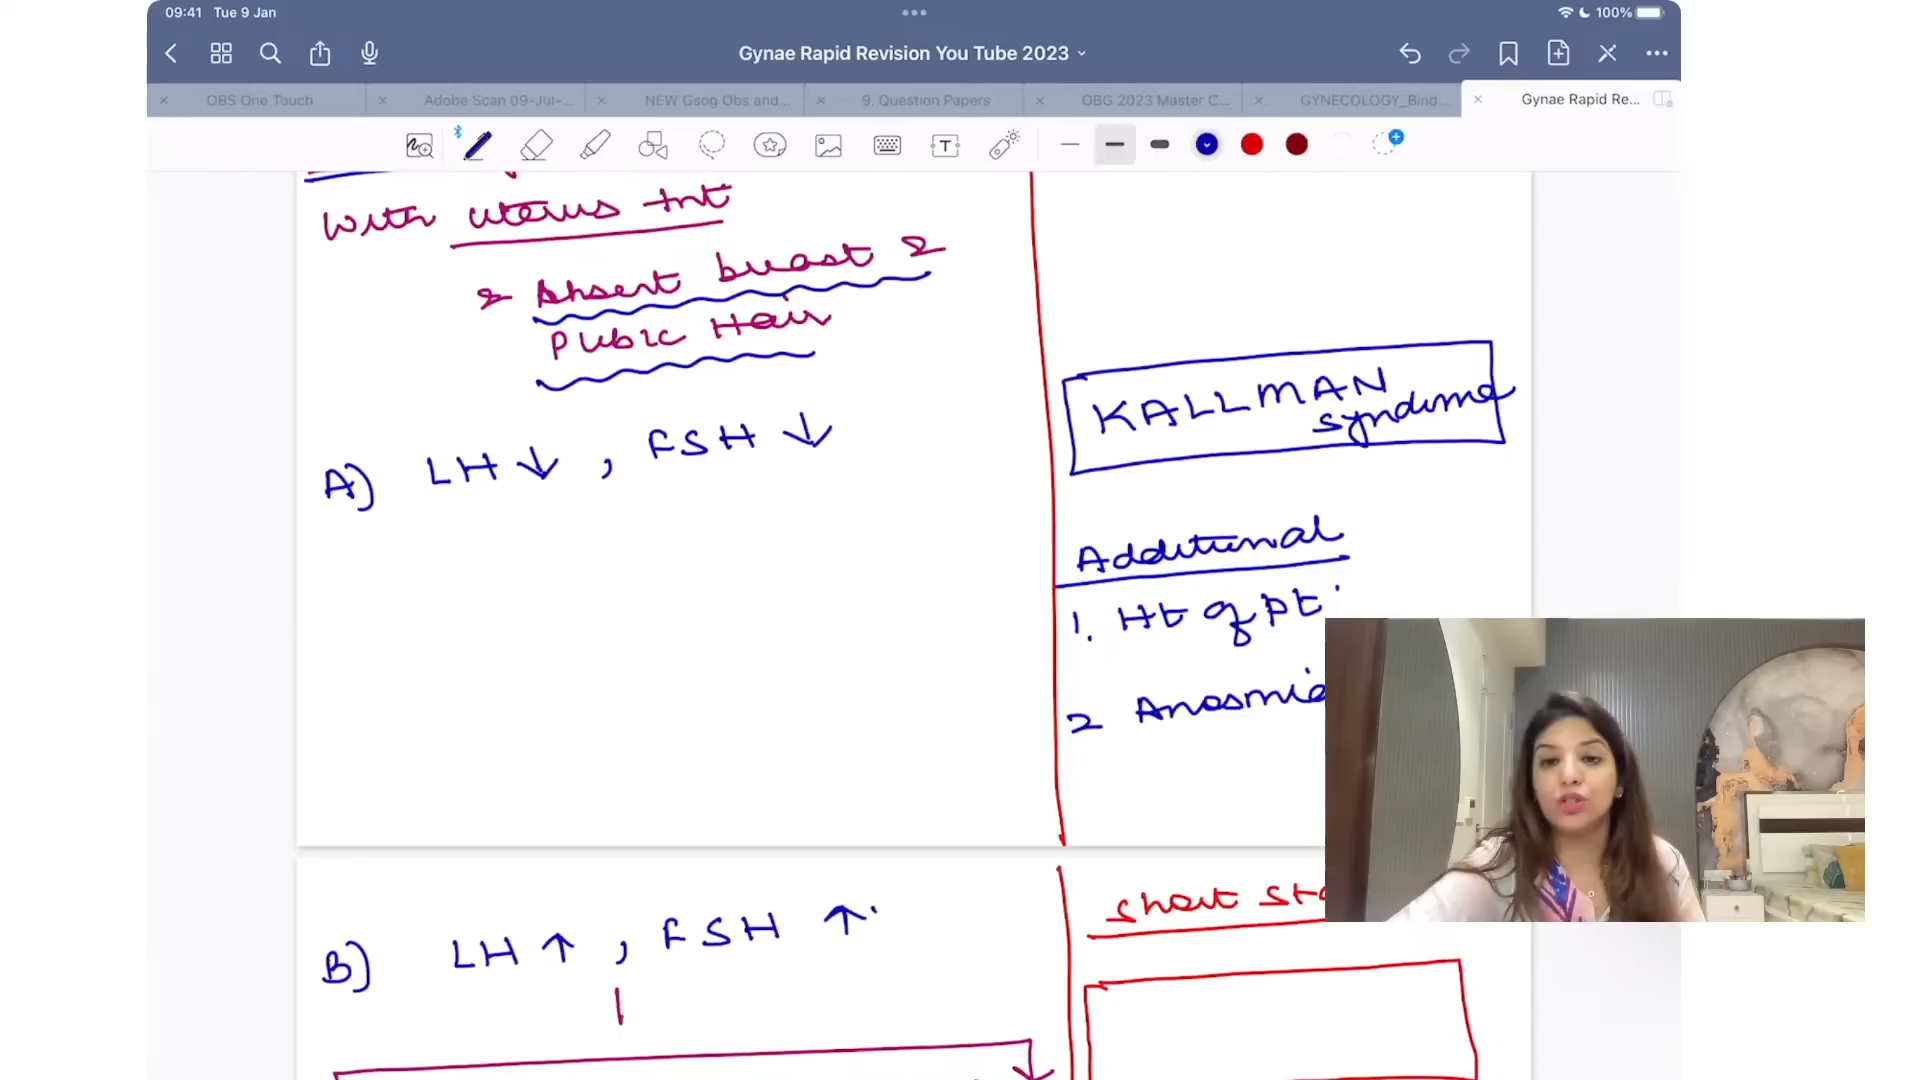 09:41 Tue 9 Jan
100%
Gynae Rapid Revision You Tube 2023
OBS One Touch
Adobe Scan 09-Jul-...
NEW Gsog Obs and...
9. Question Papers
OBG 2023 Master C...
GYNECOLOGY_Bind...
Gynae Rapid Re...
With uterus +nt
& Absent breast &
Pubic Hair
A) LH ↓ , FSH ↓
KALLMAN
syndrome
Additional
1. Ht of pt.
2 Anosmia
B) LH ↑ , FSH ↑
Short